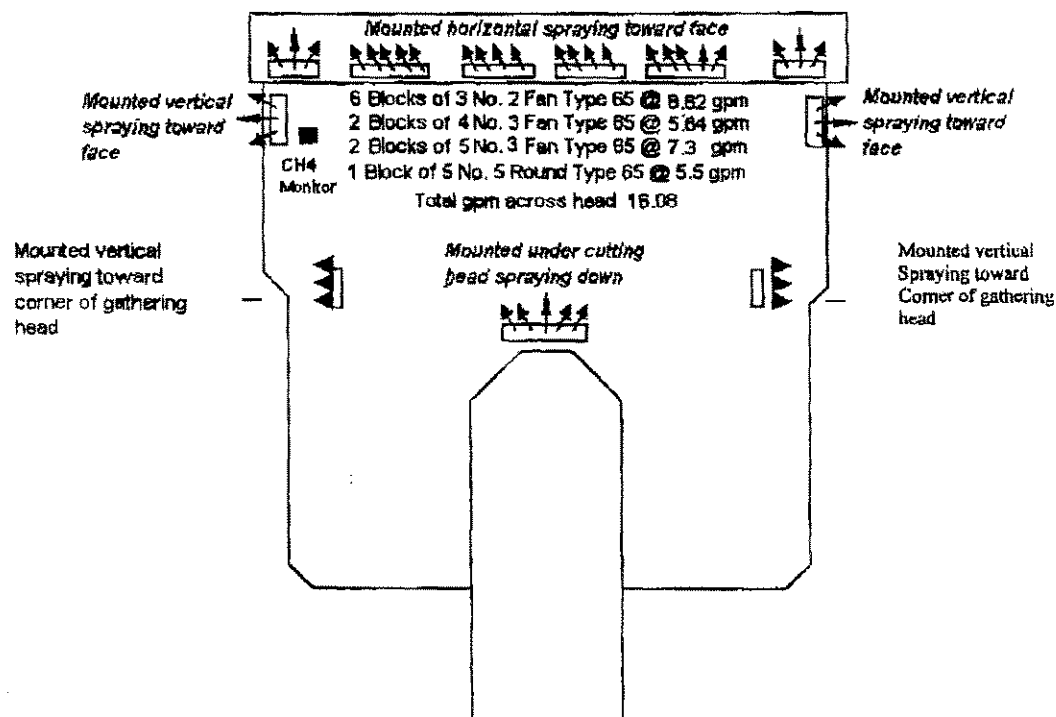 Mounted horizontal spraying toward face
Mounted vertical
spraying toward
face
6 Blocks of 3 No. 2 Fan Type 65 @ 8.82 gpm
2 Blocks of 4 No. 3 Fan Type 65 @ 5.84 gpm
2 Blocks of 5 No. 3 Fan Type 65 @ 7.3 gpm
1 Block of 5 No. 5 Round Type 65 @ 5.5 gpm
Total gpm across head 16.08
Mounted vertical
spraying toward
face
CH4
Monitor
Mounted vertical
spraying toward
corner of gathering
head
Mounted under cutting
head spraying down
Mounted vertical
Spraying toward
Corner of gathering
head